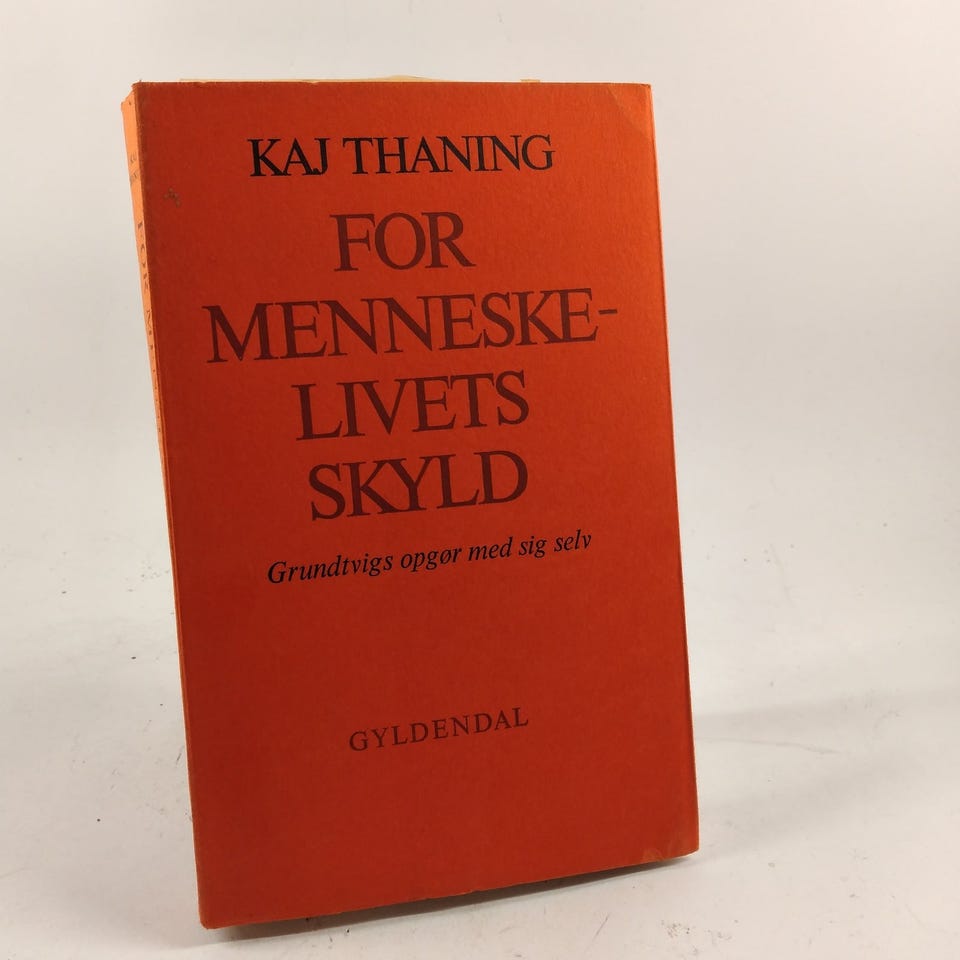 KAJ THANING
FOR
MENNESKE-
LIVETS
SKYLD
Grundtvigs opgør med sig selv
GYLDENDAL